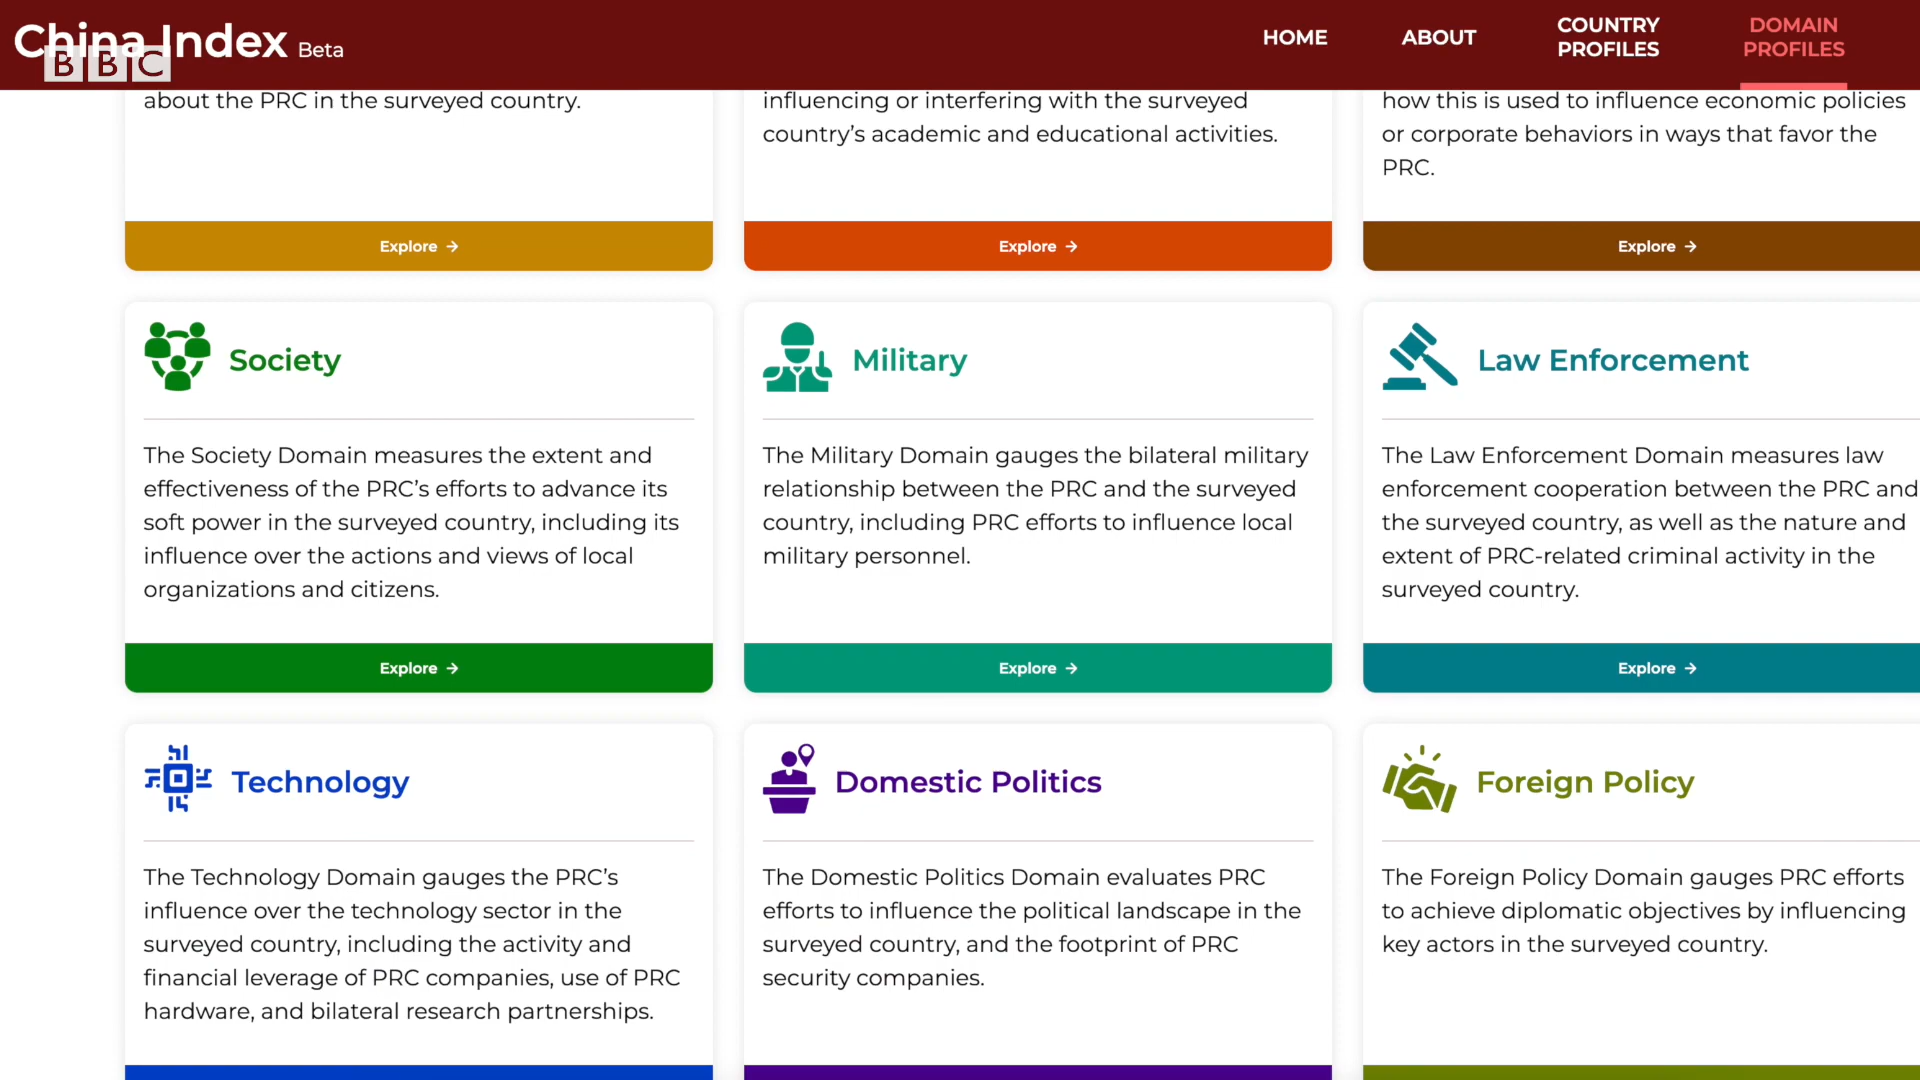 China Index Beta
BBC
HOME
ABOUT
COUNTRY
PROFILES
DOMAIN
PROFILES
about the PRC in the surveyed country.
Explore →
influencing or interfering with the surveyed
country’s academic and educational activities.
Explore →
how this is used to influence economic policies
or corporate behaviors in ways that favor the
PRC.
Explore →
Society
The Society Domain measures the extent and
effectiveness of the PRC’s efforts to advance its
soft power in the surveyed country, including its
influence over the actions and views of local
organizations and citizens.
Explore →
Military
The Military Domain gauges the bilateral military
relationship between the PRC and the surveyed
country, including PRC efforts to influence local
military personnel.
Explore →
Law Enforcement
The Law Enforcement Domain measures law
enforcement cooperation between the PRC and
the surveyed country, as well as the nature and
extent of PRC-related criminal activity in the
surveyed country.
Explore →
Technology
The Technology Domain gauges the PRC’s
influence over the technology sector in the
surveyed country, including the activity and
financial leverage of PRC companies, use of PRC
hardware, and bilateral research partnerships.
Domestic Politics
The Domestic Politics Domain evaluates PRC
efforts to influence the political landscape in the
surveyed country, and the footprint of PRC
security companies.
Foreign Policy
The Foreign Policy Domain gauges PRC efforts
to achieve diplomatic objectives by influencing
key actors in the surveyed country.